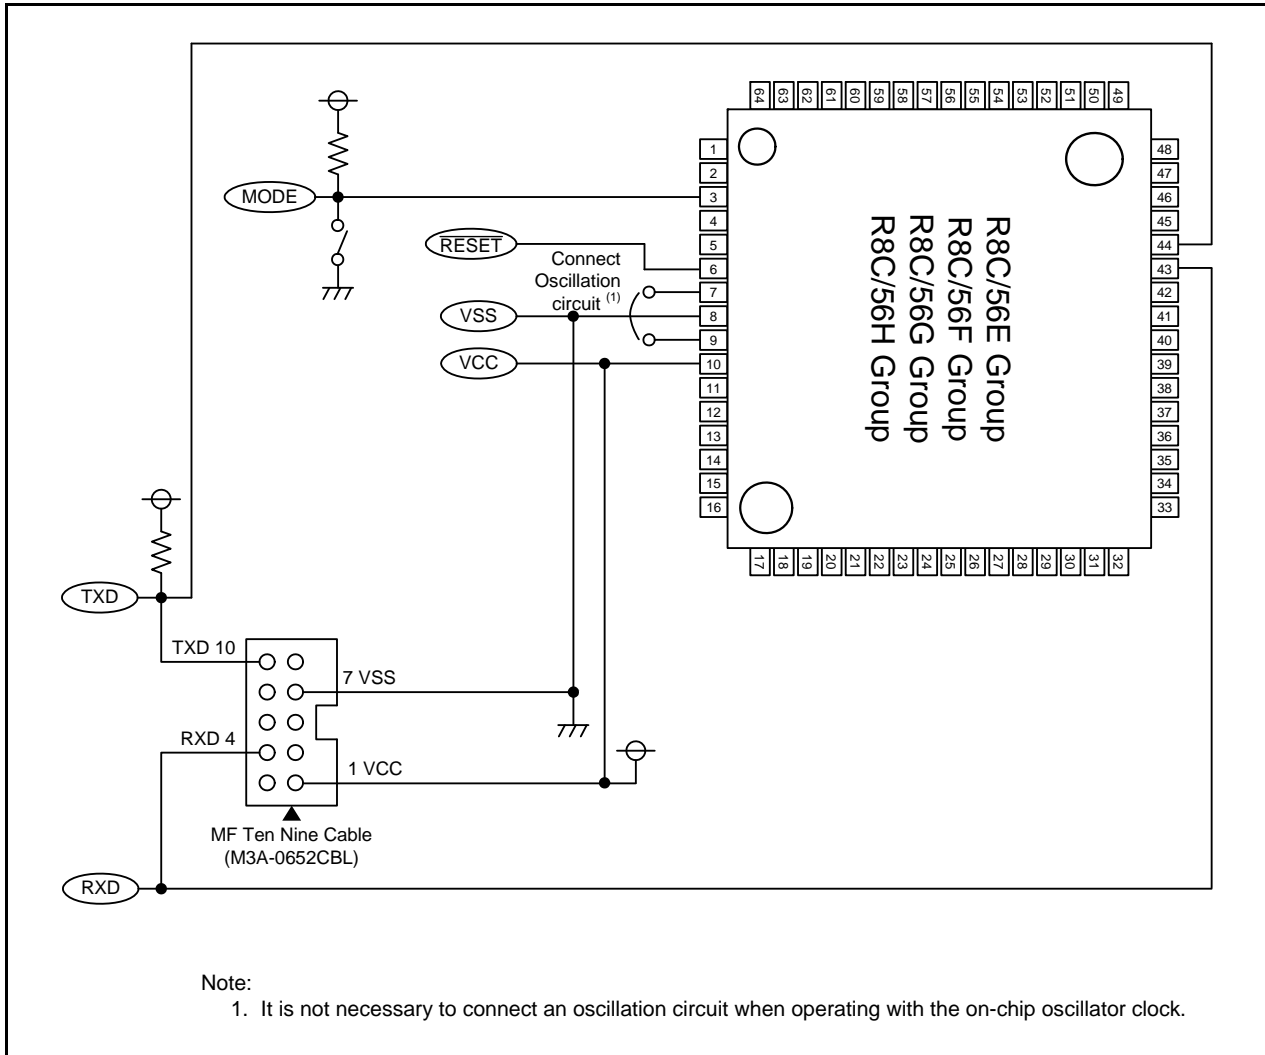 64 63 62 61 60 59 58 57 56 55 54 53 52 51 50 49
MODE
RESET
Connect
Oscillation
circuit (1)
VSS
VCC
1
2
3
4
5
6
7
8
9
10
11
12
13
14
15
16
R8C/56E Group
R8C/56F Group
R8C/56G Group
R8C/56H Group
48
47
46
45
44
43
42
41
40
39
38
37
36
35
34
33
17 18 19 20 21 22 23 24 25 26 27 28 29 30 31 32
TXD
TXD 10
7 VSS
RXD 4
1 VCC
MF Ten Nine Cable
(M3A-0652CBL)
RXD
Note:
1. It is not necessary to connect an oscillation circuit when operating with the on-chip oscillator clock.